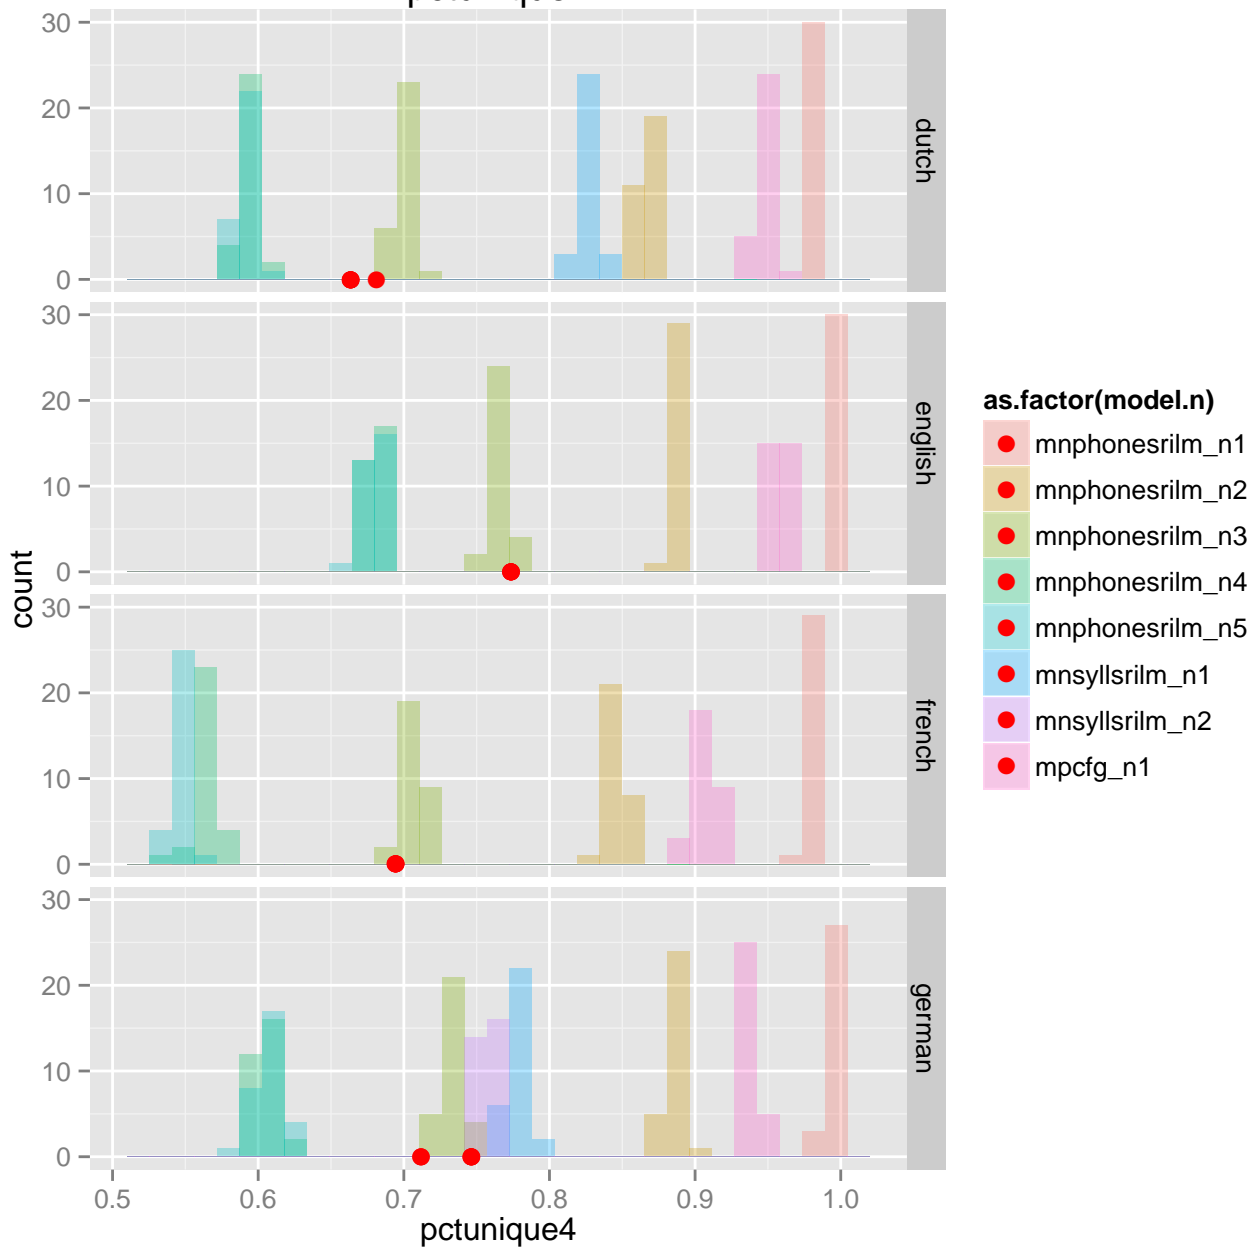 30
20
10
0
dutch
30
20
10
0
english
30
20
10
0
french
30
20
10
0
german
count
0.5 0.6 0.7 0.8 0.9 1.0
pctunique4
as.factor(model.n)
mnphonesrilm_n1
mnphonesrilm_n2
mnphonesrilm_n3
mnphonesrilm_n4
mnphonesrilm_n5
mnsyllsrilm_n1
mnsyllsrilm_n2
mpcfg_n1